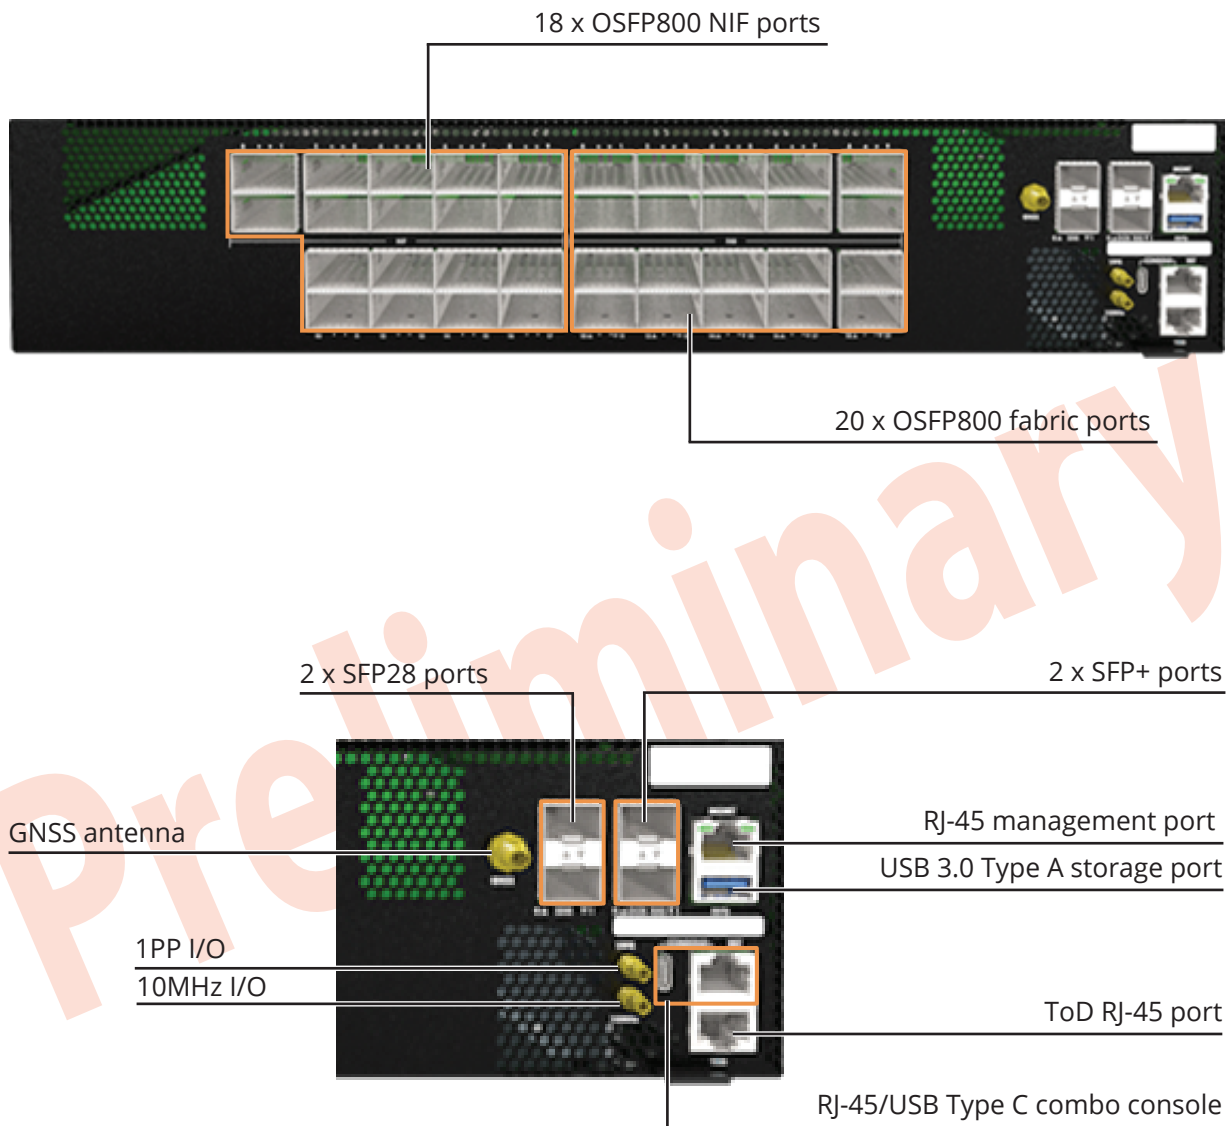 18 x OSFP800 NIF ports
20 x OSFP800 fabric ports
Preliminary
2 x SFP28 ports
2 x SFP+ ports
GNSS antenna
RJ-45 management port
USB 3.0 Type A storage port
1PP I/O
10MHz I/O
ToD RJ-45 port
RJ-45/USB Type C combo console